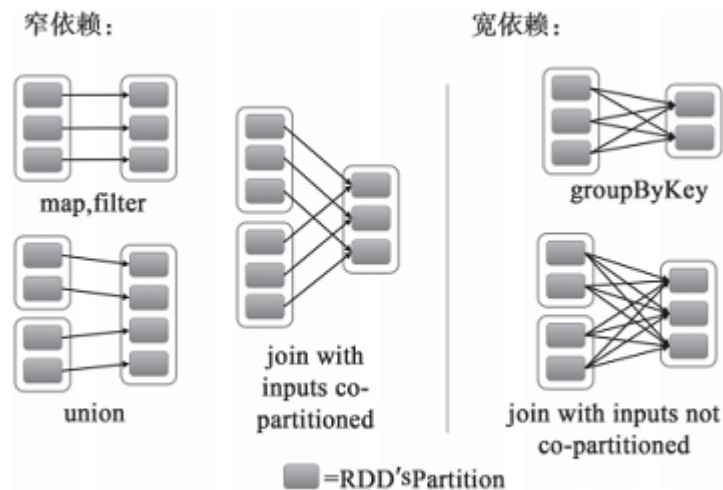 窄依赖：
宽依赖：
map,filter
groupByKey
union
join with
inputs co-
partitioned
join with inputs not
co-partitioned
=RDD'sPartition